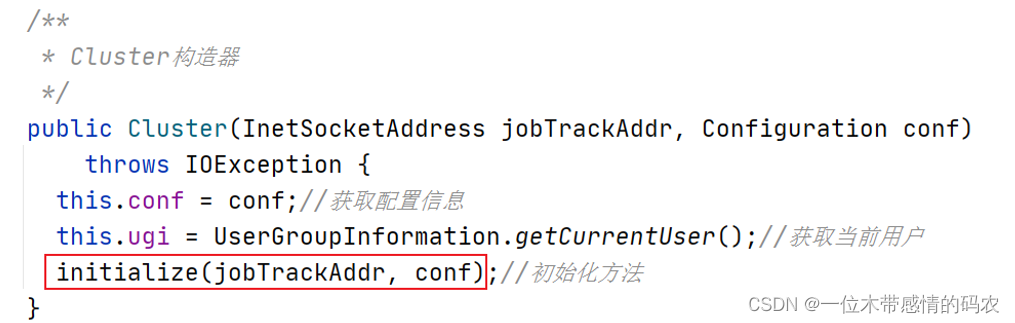 /**
 * Cluster构造器
 */
public Cluster(InetSocketAddress jobTrackAddr, Configuration conf)
    throws IOException {
  this.conf = conf;//获取配置信息
  this.ugi = UserGroupInformation.getCurrentUser();//获取当前用户
  initialize(jobTrackAddr, conf);//初始化方法
}
CSDN @一位木带感情的码农